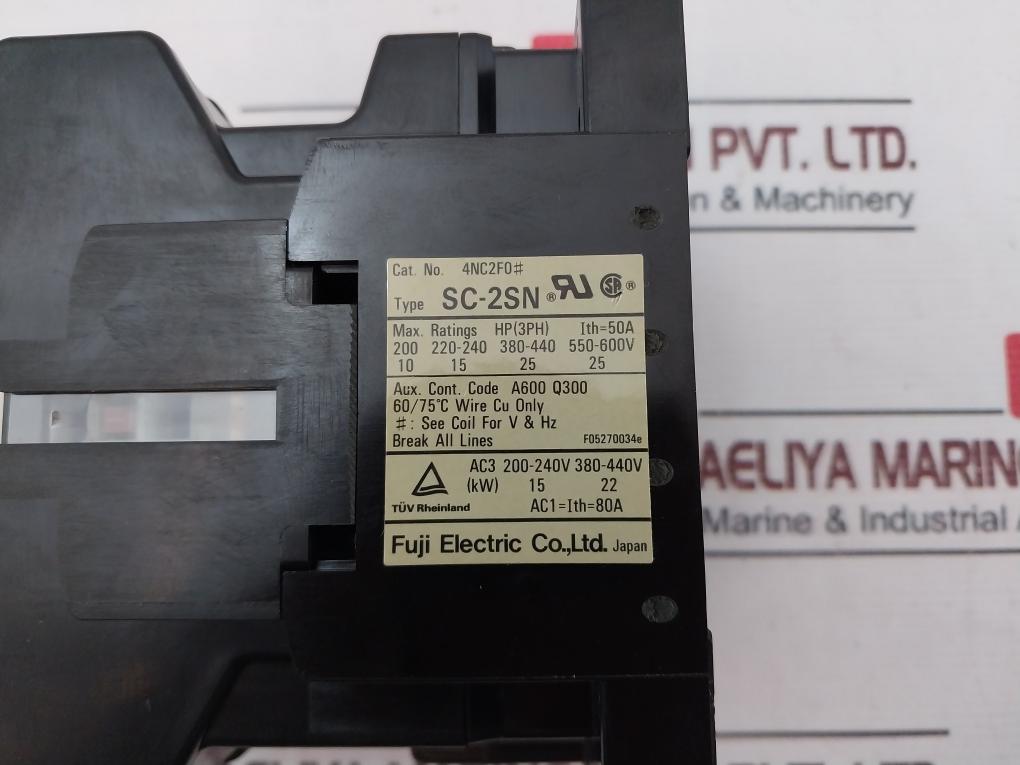 Cat. No. 4NC2F0#
Type SC-2SN ® RU SA ®
Max. Ratings HP(3PH) Ith=50A
200 220-240 380-440 550-600V
10 15 25 25
Aux. Cont. Code A600 Q300
60/75°C Wire Cu Only
#: See Coil For V & Hz
Break All Lines F05270034e
AC3 200-240V 380-440V
(kW) 15 22
TÜV Rheinland AC1=Ith=80A
Fuji Electric Co.,Ltd. Japan
PVT. LTD.
& Machinery
AELIYA MARIN
Marine & Industrial